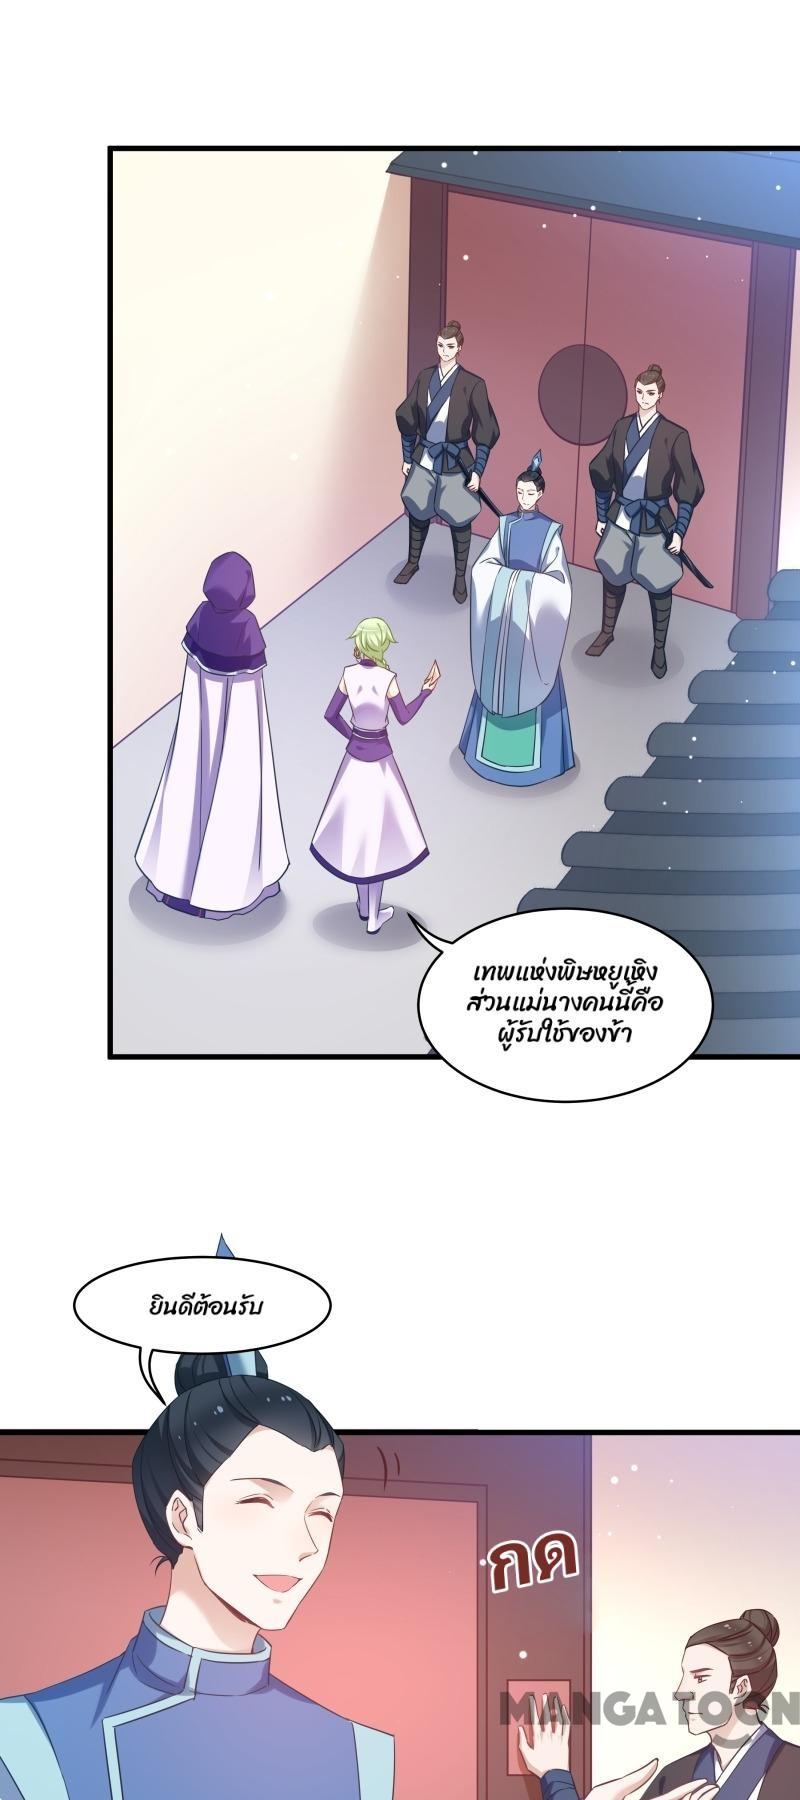 เทพแห่งพิษหยูเหิง
ส่วนแม่นางคนนี้คือ
ผู้รับใช้ของข้า
ยินดีต้อนรับ
กด
MANGATOON